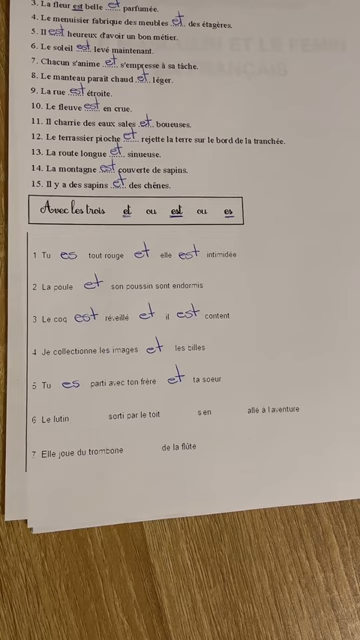 3. La fleur est belle et parfumée.
4. Le menuisier fabrique des meubles et des étagères.
5. Il est heureux d'avoir un bon métier.
6. Le soleil est levé maintenant.
7. Chacun s'anime et s'empresse à sa tâche.
8. Le manteau parait chaud et léger.
9. La rue est étroite.
10. Le fleuve est en crue.
11. Il charrie des eaux sales et boueuses.
12. Le terrassier pioche et rejette la terre sur le bord de la tranchée.
13. La route longue et sinueuse.
14. La montagne est couverte de sapins.
15. Il y a des sapins et des chênes.
Avec les trois et ou est ou es
1 Tu es tout rouge et elle est intimidée
2 La poule et son poussin sont endormis
3 Le coq est réveillé et il est content
4 Je collectionne les images et les billes
5 Tu es parti avec ton frère et ta soeur
6 Le lutin sorti par le toit s en allé à l aventure
7 Elle joue du trombone de la flûte